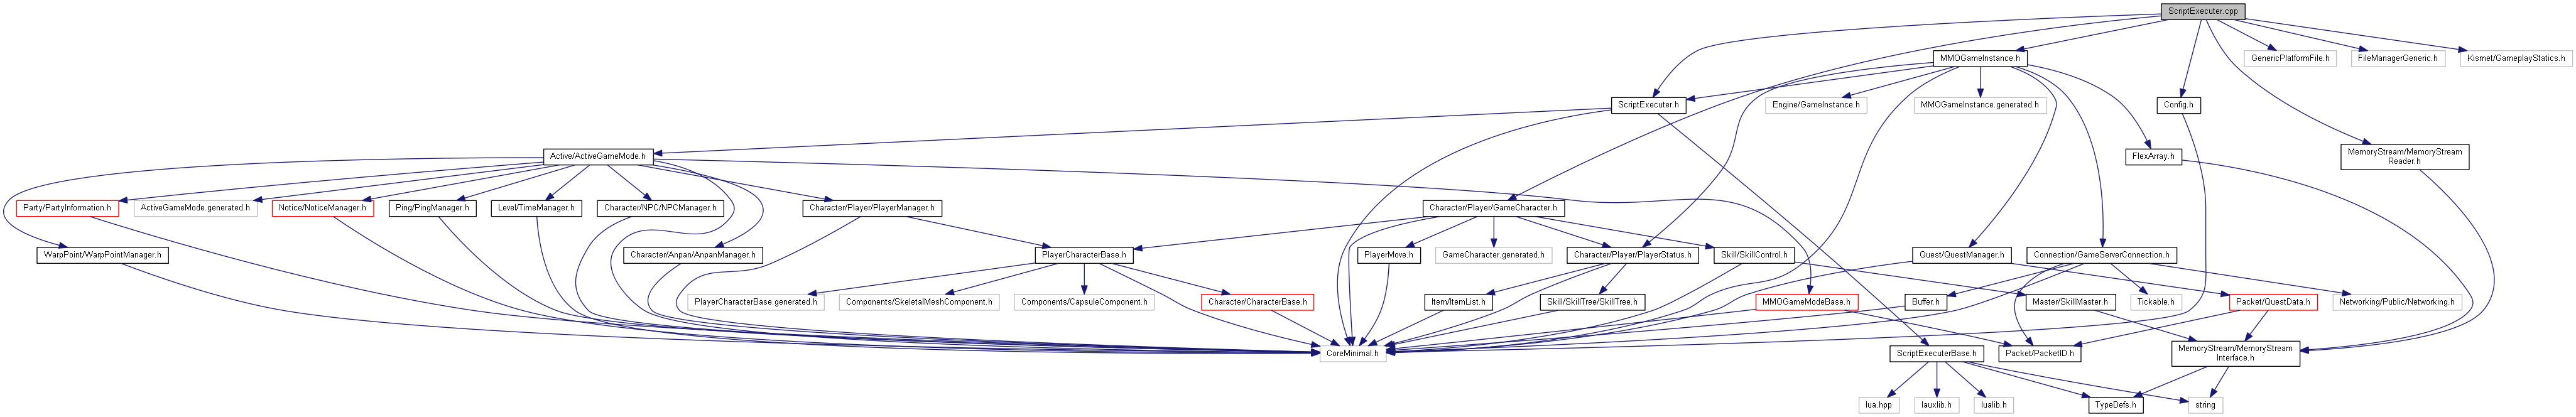 ScriptExecuter.cpp
MMOGameInstance.h
GenericPlatformFile.h
FileManagerGeneric.h
Kismet/GameplayStatics.h
ScriptExecuter.h
Engine/GameInstance.h
MMOGameInstance.generated.h
Config.h
Active/ActiveGameMode.h
FlexArray.h
MemoryStream/MemoryStream
Reader.h
Party/PartyInformation.h
ActiveGameMode.generated.h
Notice/NoticeManager.h
Ping/PingManager.h
Level/TimeManager.h
Character/NPC/NPCManager.h
Character/Player/PlayerManager.h
Character/Player/GameCharacter.h
WarpPoint/WarpPointManager.h
Character/Anpan/AnpanManager.h
PlayerCharacterBase.h
PlayerMove.h
GameCharacter.generated.h
Character/Player/PlayerStatus.h
Skill/SkillControl.h
Quest/QuestManager.h
Connection/GameServerConnection.h
PlayerCharacterBase.generated.h
Components/SkeletalMeshComponent.h
Components/CapsuleComponent.h
Character/CharacterBase.h
Item/ItemList.h
Skill/SkillTree/SkillTree.h
MMOGameModeBase.h
Buffer.h
Master/SkillMaster.h
Tickable.h
Packet/QuestData.h
Networking/Public/Networking.h
CoreMinimal.h
ScriptExecuterBase.h
Packet/PacketID.h
MemoryStream/MemoryStream
Interface.h
lua.hpp
lauxlib.h
lualib.h
TypeDefs.h
string